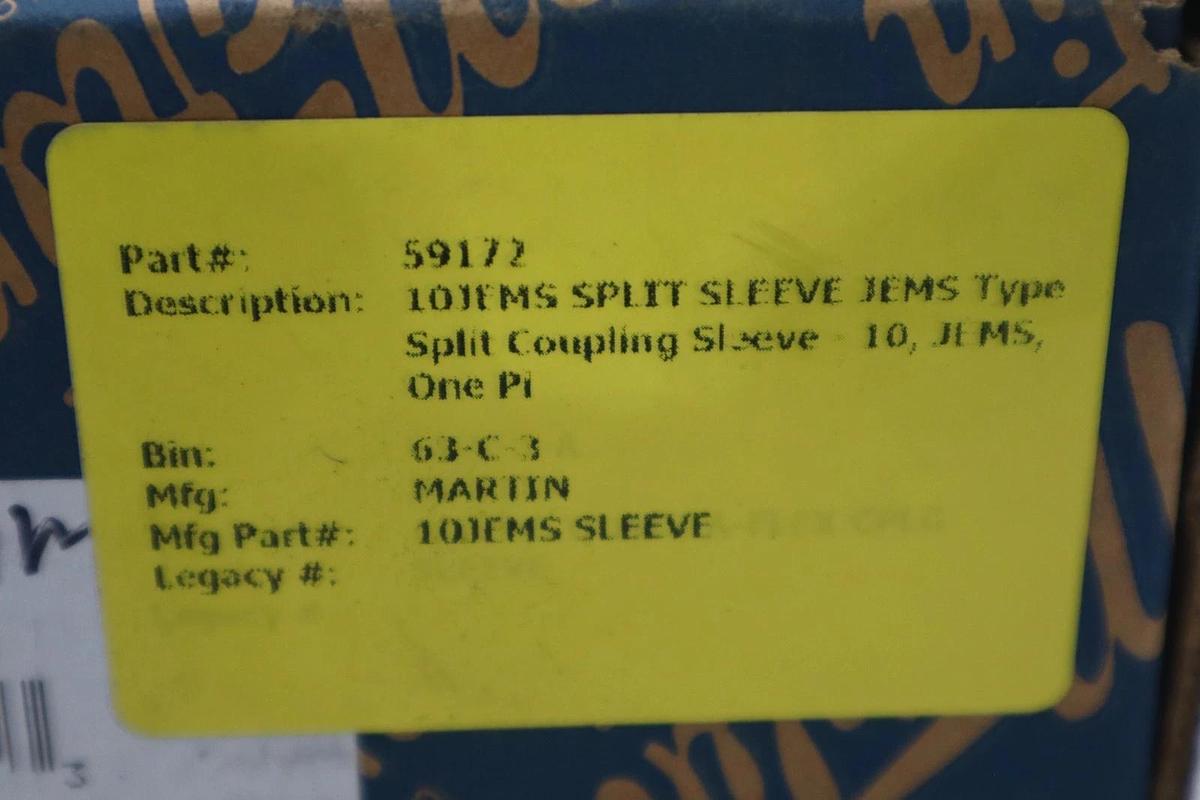 Part#: 59172
Description: 10JEMS SPLIT SLEEVE JEMS Type
Split Coupling Sleeve - 10, JEMS,
One Pi
Bin: 63-C-3
Mfg: MARTIN
Mfg Part#: 10JEMS SLEEVE
Legacy #:
3